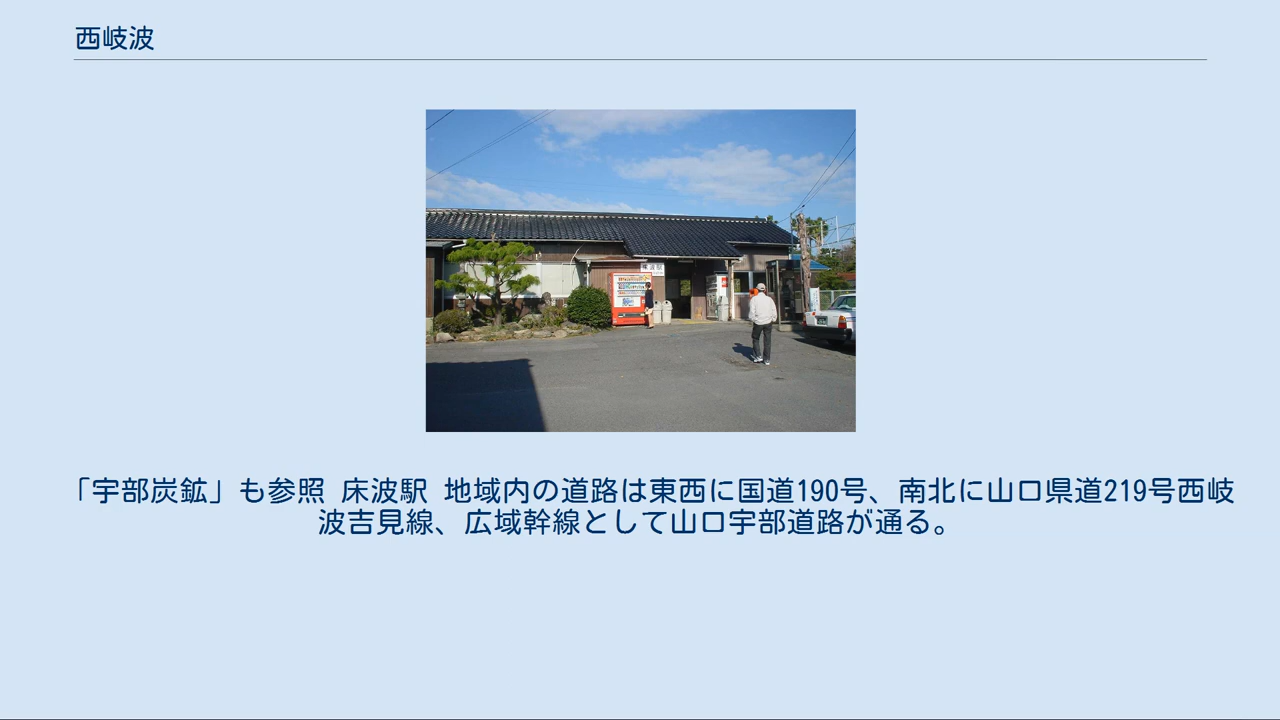 西岐波
床波駅
「宇部炭鉱」も参照 床波駅 地域内の道路は東西に国道190号、南北に山口県道219号西岐
波吉見線、広域幹線として山口宇部道路が通る。